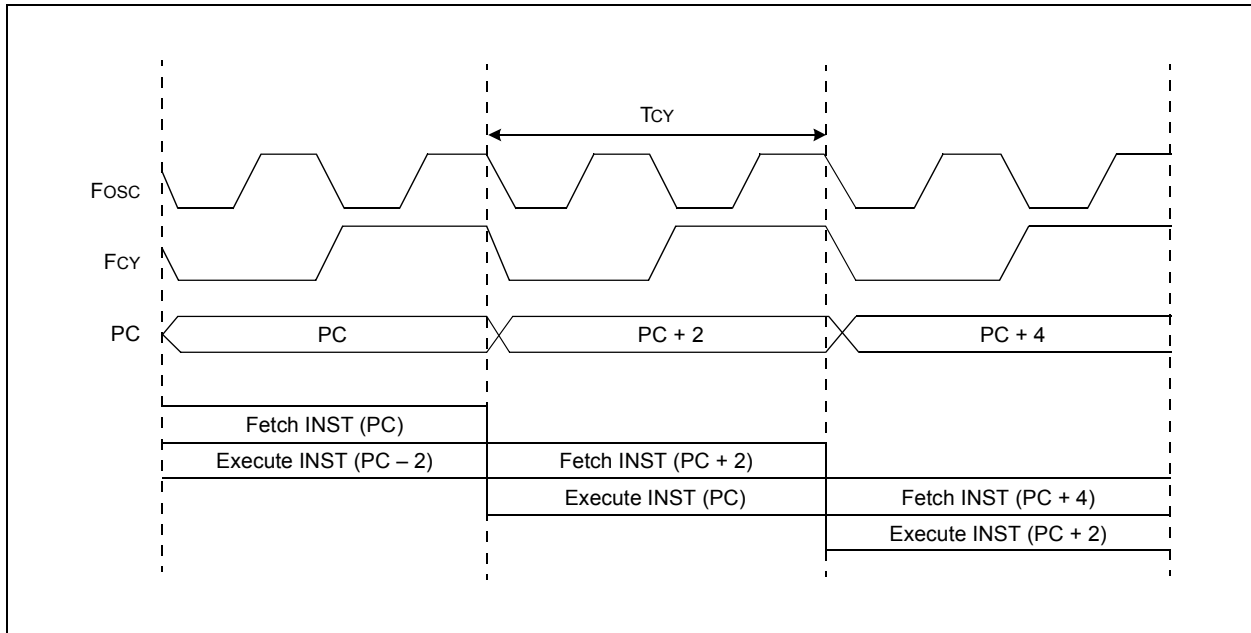 TCY
FOSC
FCY
PC PC PC + 2 PC + 4
Fetch INST (PC)
Execute INST (PC – 2) Fetch INST (PC + 2)
Execute INST (PC) Fetch INST (PC + 4)
Execute INST (PC + 2)